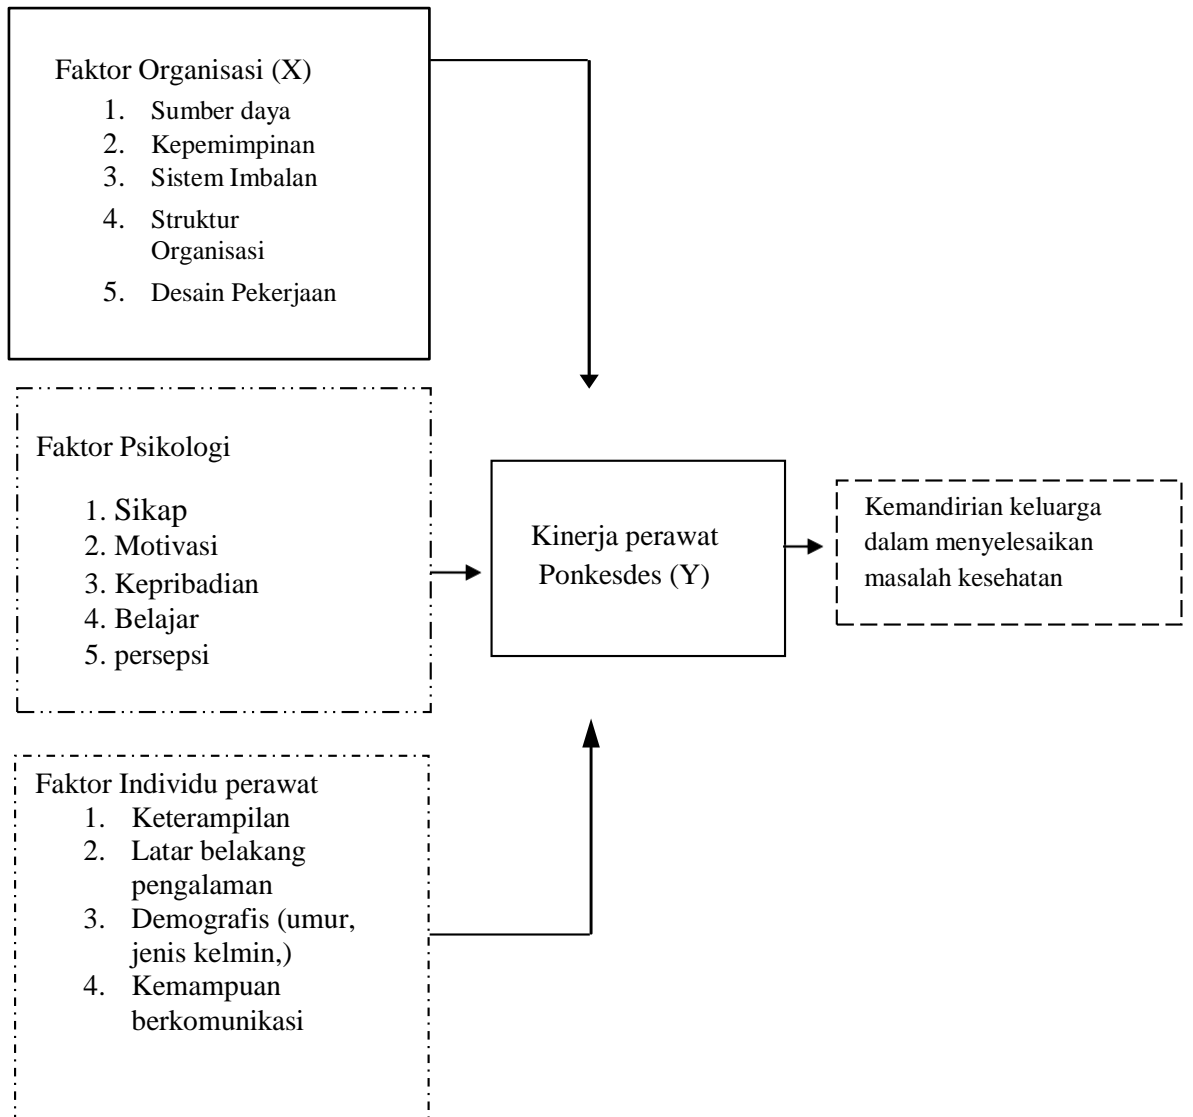 Faktor Organisasi (X)
1. Sumber daya
2. Kepemimpinan
3. Sistem Imbalan
4. Struktur
Organisasi
5. Desain Pekerjaan
Faktor Psikologi
1. Sikap
2. Motivasi
3. Kepribadian
4. Belajar
5. persepsi
Faktor Individu perawat
1. Keterampilan
2. Latar belakang
pengalaman
3. Demografis (umur,
jenis kelmin,)
4. Kemampuan
berkomunikasi
Kinerja perawat
Ponkesdes (Y)
Kemandirian keluarga
dalam menyelesaikan
masalah kesehatan